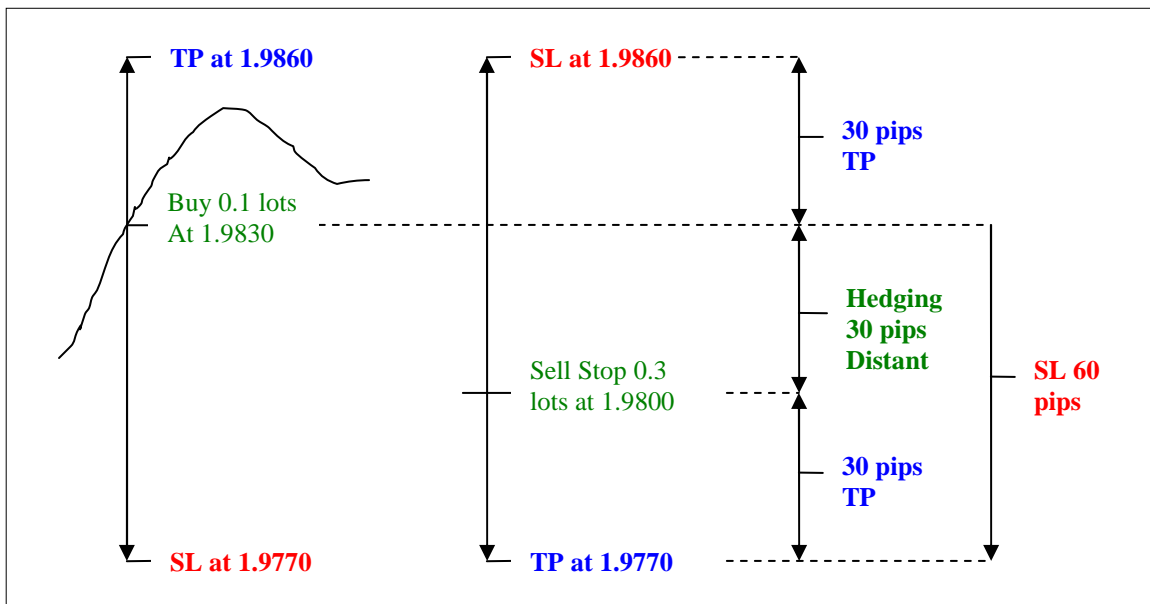 TP at 1.9860
SL at 1.9860
30 pips
TP
Buy 0.1 lots
At 1.9830
Hedging
30 pips
Distant
Sell Stop 0.3
lots at 1.9800
SL 60
pips
30 pips
TP
SL at 1.9770
TP at 1.9770